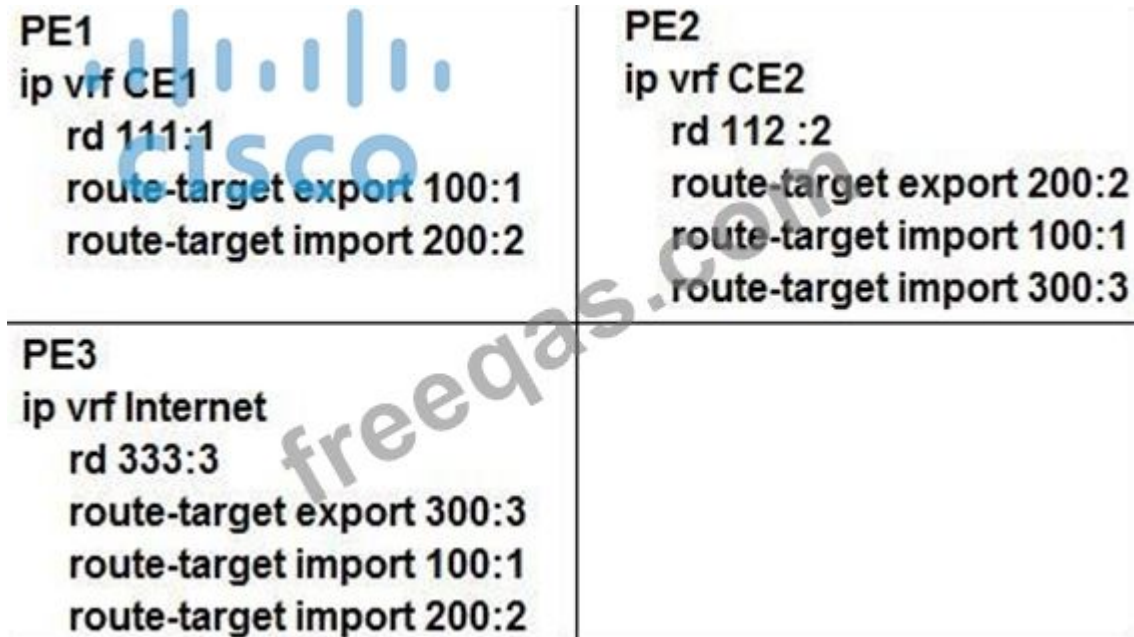 PE1
ip vrf CE1
rd 111:1
route-target export 100:1
route-target import 200:2
CISCO
PE2
ip vrf CE2
rd 112 :2
route-target export 200:2
route-target import 100:1
route-target import 300:3
PE3
ip vrf Internet
rd 333:3
route-target export 300:3
route-target import 100:1
route-target import 200:2
freeqas.com